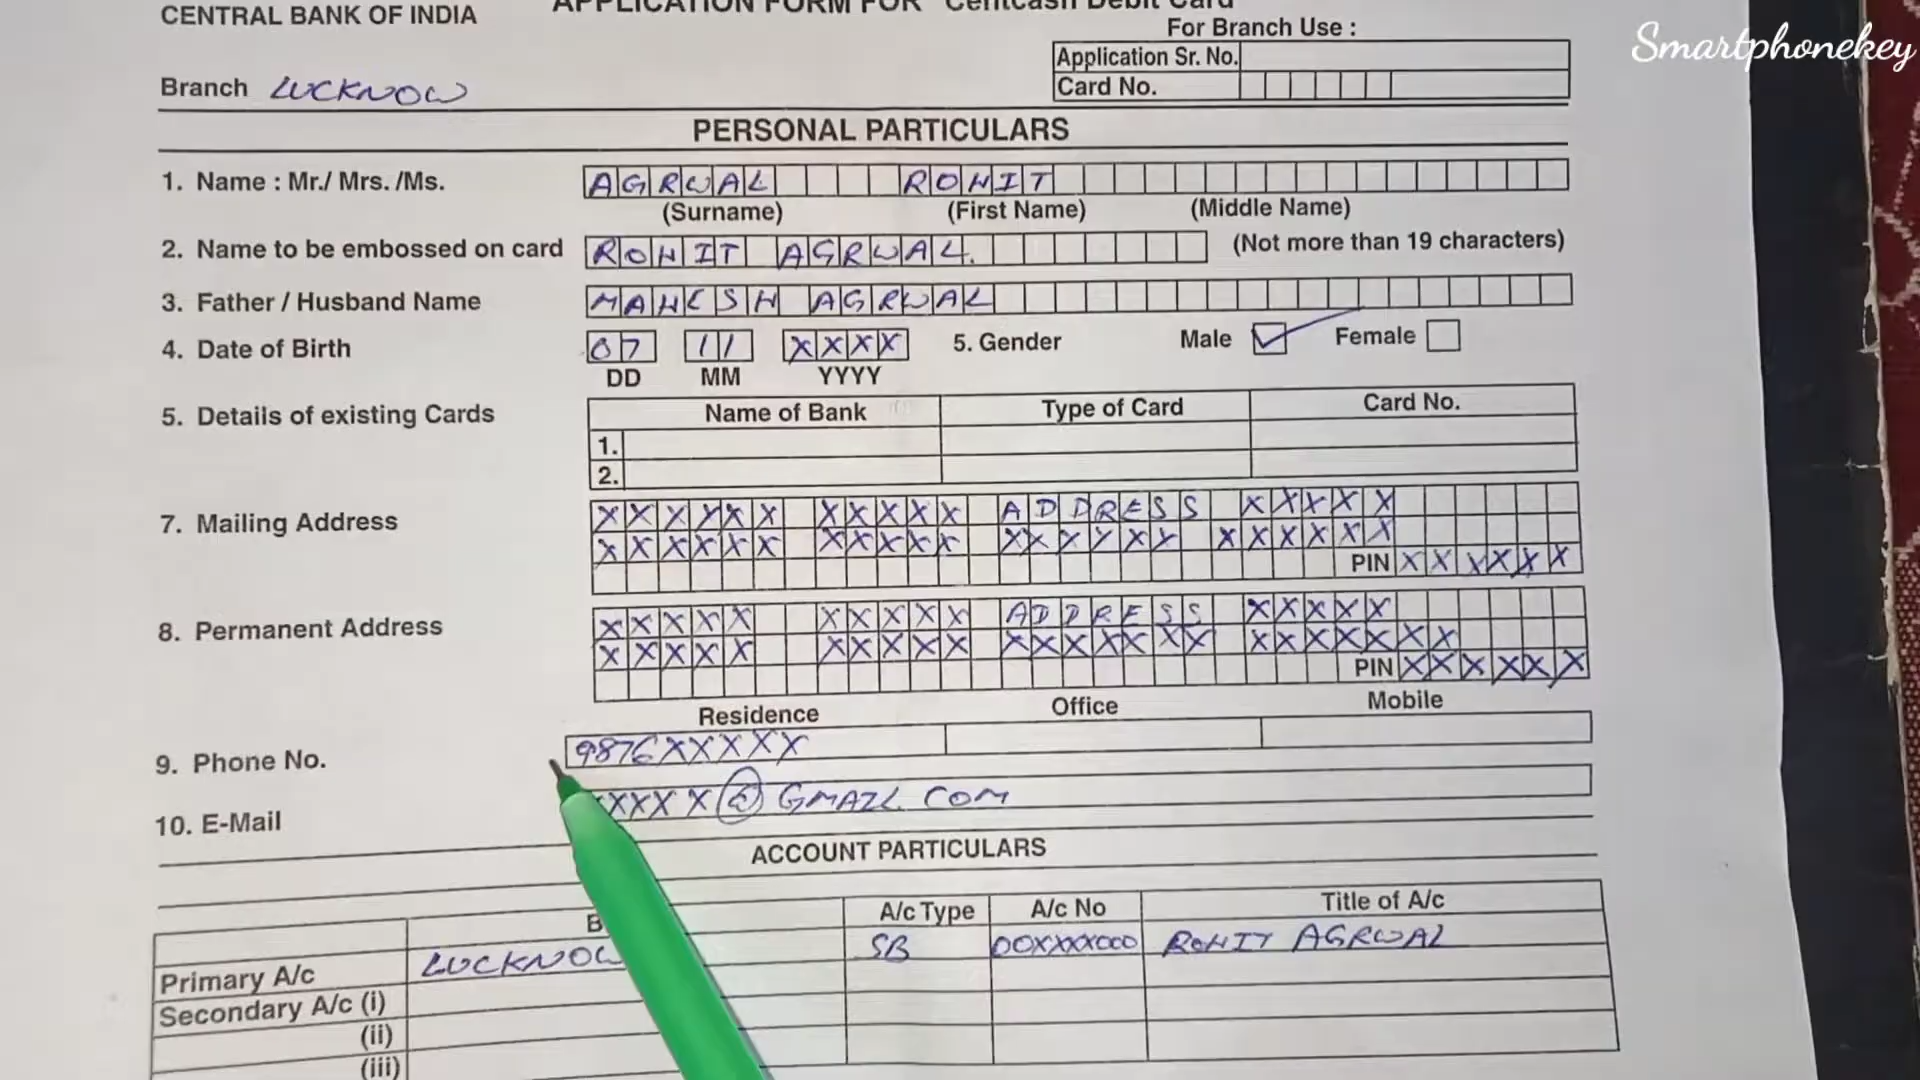 CENTRAL BANK OF INDIA
APPLICATION FORM FOR "Centcash Debit Card"
Smartphonekey
For Branch Use :
Application Sr. No.
Card No.
Branch LUCKNOW
PERSONAL PARTICULARS
1. Name : Mr./ Mrs. /Ms. AGRWAL ROHIT
(Surname) (First Name) (Middle Name)
2. Name to be embossed on card ROHIT AGRWAL. (Not more than 19 characters)
3. Father / Husband Name MAHESH AGRWAL
4. Date of Birth 07 11 XXXX 5. Gender Male Female
DD MM YYYY
5. Details of existing Cards Name of Bank Type of Card Card No.
1.
2.
7. Mailing Address XXXXXX XXXXX ADDRESS XXXXX
XXXXXX XXXXX XXXXXX XXXXXX
PIN XXXXXX
8. Permanent Address XXXXX XXXXX ADDRESS XXXXX
XXXXX XXXXX XXXXXXX XXXXXXX
PIN XXXXXX
Residence Office Mobile
9. Phone No. 9876XXXXX
10. E-Mail XXXX@GMAIL COM
ACCOUNT PARTICULARS
A/c Type A/c No Title of A/c
Primary A/c LUCKNOW SB 00XXXX000 ROHIT AGRWAL
Secondary A/c (i)
(ii)
(iii)